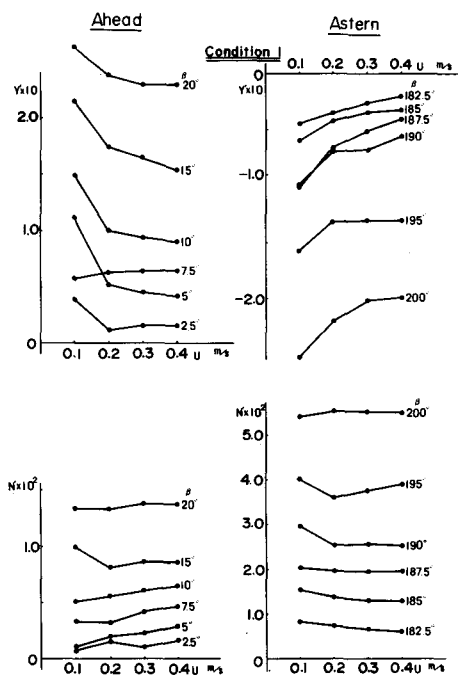 Ahead
Astern
Condition 1
Y'×10
β
20°
2.0
15°
1.0
10°
7.5°
5°
2.5°
0
0.1 0.2 0.3 0.4 U m/s
0
0.1 0.2 0.3 0.4 U m/s
Y'×10
β
182.5°
185°
187.5°
190°
-1.0
195°
-2.0
200°
N'×10²
20°
1.0
15°
10°
7.5°
5°
2.5°
0
0.1 0.2 0.3 0.4 U m/s
N'×10²
β
200°
5.0
4.0
195°
3.0
190°
2.0
187.5°
185°
1.0
182.5°
0.1 0.2 0.3 0.4 U m/s